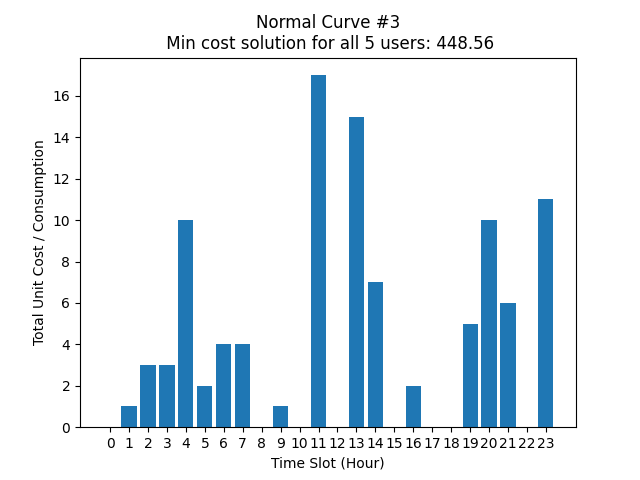 Normal Curve #3
Min cost solution for all 5 users: 448.56
Total Unit Cost / Consumption
16
14
12
10
8
6
4
2
0
0 1 2 3 4 5 6 7 8 9 10 11 12 13 14 15 16 17 18 19 20 21 22 23
Time Slot (Hour)